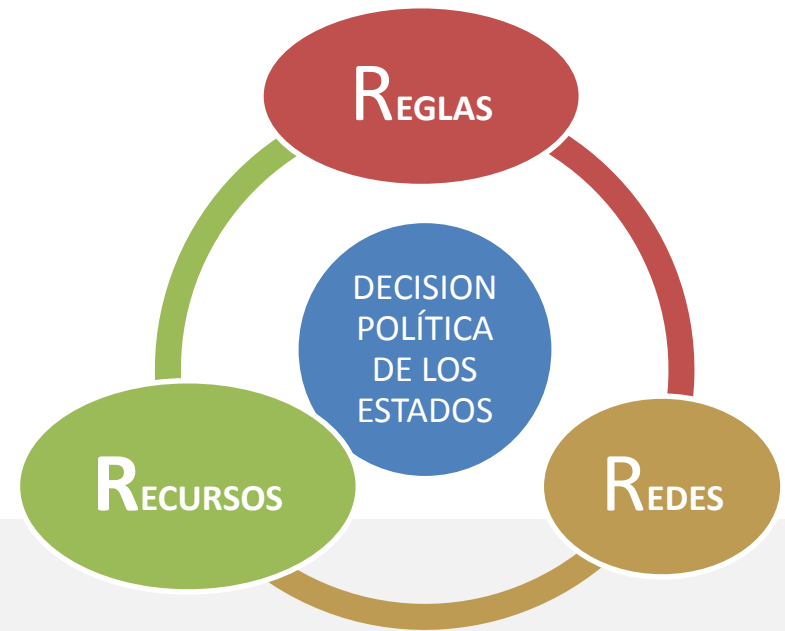 REGLAS
DECISION
POLÍTICA
DE LOS
ESTADOS
RECURSOS
REDES